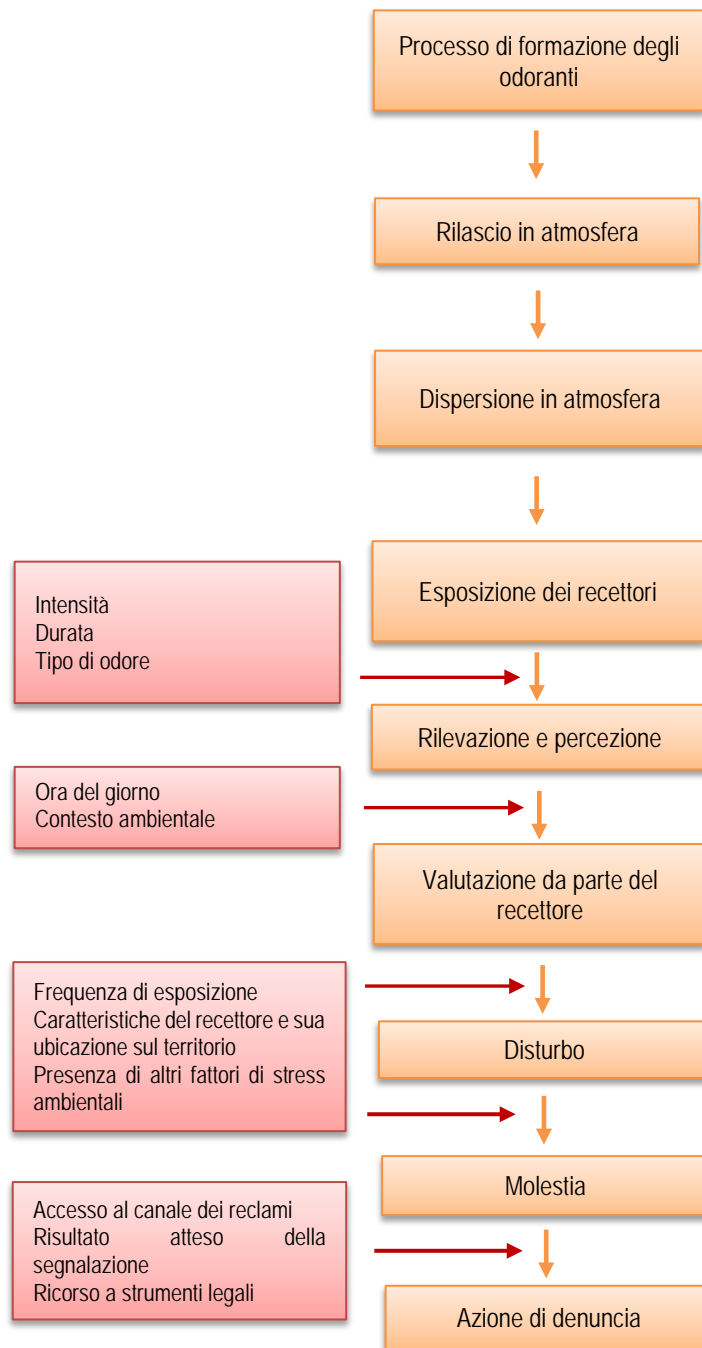 Processo di formazione degli
odoranti
Rilascio in atmosfera
Dispersione in atmosfera
Esposizione dei recettori
Intensità
Durata
Tipo di odore
Rilevazione e percezione
Ora del giorno
Contesto ambientale
Valutazione da parte del
recettore
Frequenza di esposizione
Caratteristiche del recettore e sua
ubicazione sul territorio
Presenza di altri fattori di stress
ambientali
Disturbo
Molestia
Accesso al canale dei reclami
Risultato atteso della
segnalazione
Ricorso a strumenti legali
Azione di denuncia